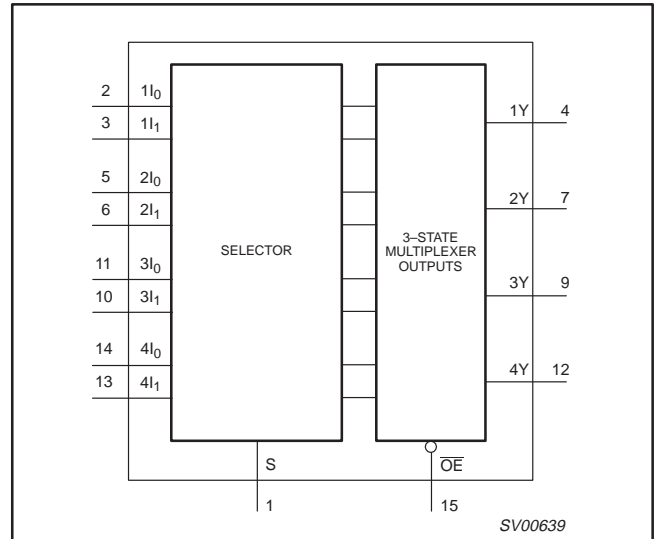 2 1I₀
3 1I₁
5 2I₀
6 2I₁
11 3I₀
10 3I₁
14 4I₀
13 4I₁
SELECTOR
3–STATE
MULTIPLEXER
OUTPUTS
1Y 4
2Y 7
3Y 9
4Y 12
S
1
O̅E̅
15
SV00639